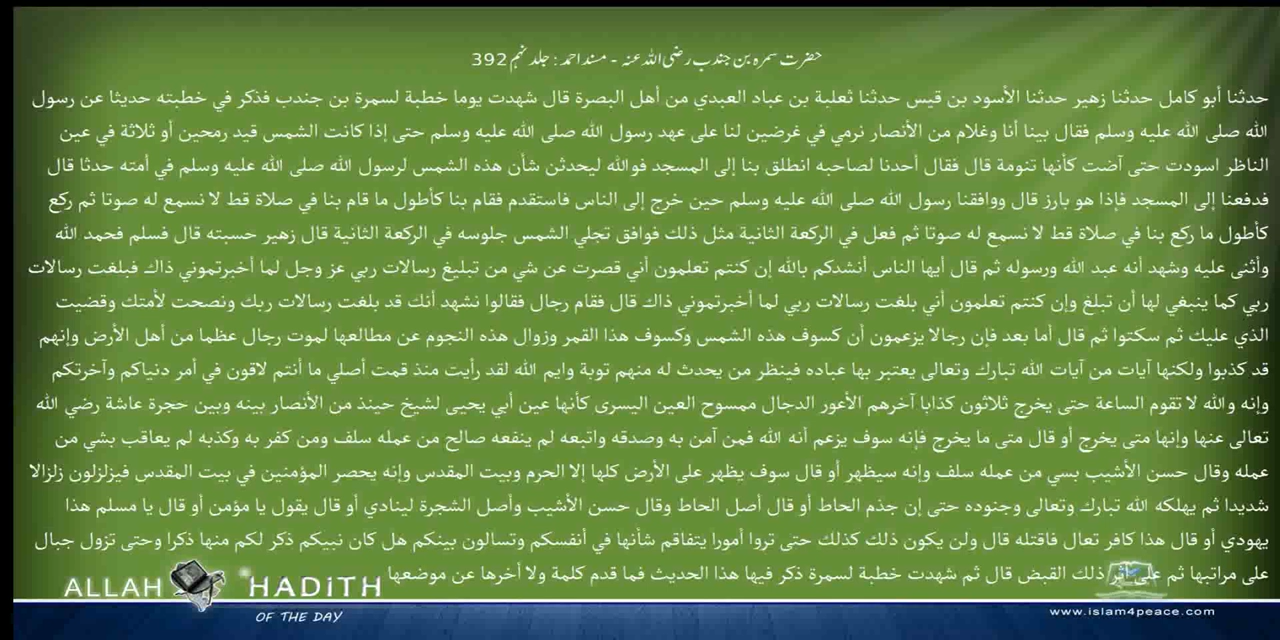 حضرت سمرہ بن جندب رضی اللہ عنہ - مسند احمد : جلد نہم 392
حدثنا أبو كامل حدثنا زهير حدثنا الأسود بن قيس حدثنا ثعلبة بن عباد العبدي من أهل البصرة قال شهدت يوما خطبة لسمرة بن جندب فذكر في خطبته حديثا عن رسول
الله صلى الله عليه وسلم فقال بينا أنا وغلام من الأنصار نرمي في غرضين لنا على عهد رسول الله صلى الله عليه وسلم حتى إذا كانت الشمس قيد رمحين أو ثلاثة في عين
الناظر اسودت حتى آضت كأنها تنومة قال فقال أحدنا لصاحبه انطلق بنا إلى المسجد فوالله ليحدثن شأن هذه الشمس لرسول الله صلى الله عليه وسلم في أمته حدثا قال
فدفعنا إلى المسجد فإذا هو بارز قال ووافقنا رسول الله صلى الله عليه وسلم حين خرج إلى الناس فاستقدم فقام بنا كأطول ما قام بنا في صلاة قط لا نسمع له صوتا ثم ركع
كأطول ما ركع بنا في صلاة قط لا نسمع له صوتا ثم فعل في الركعة الثانية مثل ذلك فوافق تجلي الشمس جلوسه في الركعة الثانية قال زهير حسبته قال فسلم فحمد الله
وأثنى عليه وشهد أنه عبد الله ورسوله ثم قال أيها الناس أنشدكم بالله إن كنتم تعلمون أني قصرت عن شي من تبليغ رسالات ربي عز وجل لما أخبرتموني ذاك فبلغت رسالات
ربي كما ينبغي لها أن تبلغ وإن كنتم تعلمون أني بلغت رسالات ربي لما أخبرتموني ذاك قال فقام رجال فقالوا نشهد أنك قد بلغت رسالات ربك ونصحت لأمتك وقضيت
الذي عليك ثم سكتوا ثم قال أما بعد فإن رجالا يزعمون أن كسوف هذه الشمس وكسوف هذا القمر وزوال هذه النجوم عن مطالعها لموت رجال عظما من أهل الأرض وإنهم
قد كذبوا ولكنها آيات من آيات الله تبارك وتعالى يعتبر بها عباده فينظر من يحدث له منهم توبة وايم الله لقد رأيت منذ قمت أصلي ما أنتم لاقون في أمر دنياكم وآخرتكم
وإنه والله لا تقوم الساعة حتى يخرج ثلاثون كذابا آخرهم الأعور الدجال ممسوح العين اليسرى كأنها عين أبي يحيى لشيخ حينئذ من الأنصار بينه وبين حجرة عاشة رضي الله
تعالى عنها وإنها متى يخرج أو قال متى ما يخرج فإنه سوف يزعم أنه الله فمن آمن به وصدقه واتبعه لم ينفعه صالح من عمله سلف ومن كفر به وكذبه لم يعاقب بشي من
عمله وقال حسن الأشيب بسي من عمله سلف وإنه سيظهر أو قال سوف يظهر على الأرض كلها إلا الحرم وبيت المقدس وإنه يحصر المؤمنين في بيت المقدس فيزلزلون زلزالا
شديدا ثم يهلكه الله تبارك وتعالى وجنوده حتى إن جذم الحاط أو قال أصل الحاط وقال حسن الأشيب وأصل الشجرة لينادي أو قال يقول يا مؤمن أو قال يا مسلم هذا
يهودي أو قال هذا كافر تعال فاقتله قال ولن يكون ذلك كذلك حتى تروا أمورا يتفاقم شأنها في أنفسكم وتسالون بينكم هل كان نبيكم ذكر لكم منها ذكرا وحتى تزول جبال
على مراتبها ثم على أثر ذلك القبض قال ثم شهدت خطبة لسمرة ذكر فيها هذا الحديث فما قدم كلمة ولا أخرها عن موضعها
ALLAH HADITH
OF THE DAY
www.islam4peace.com